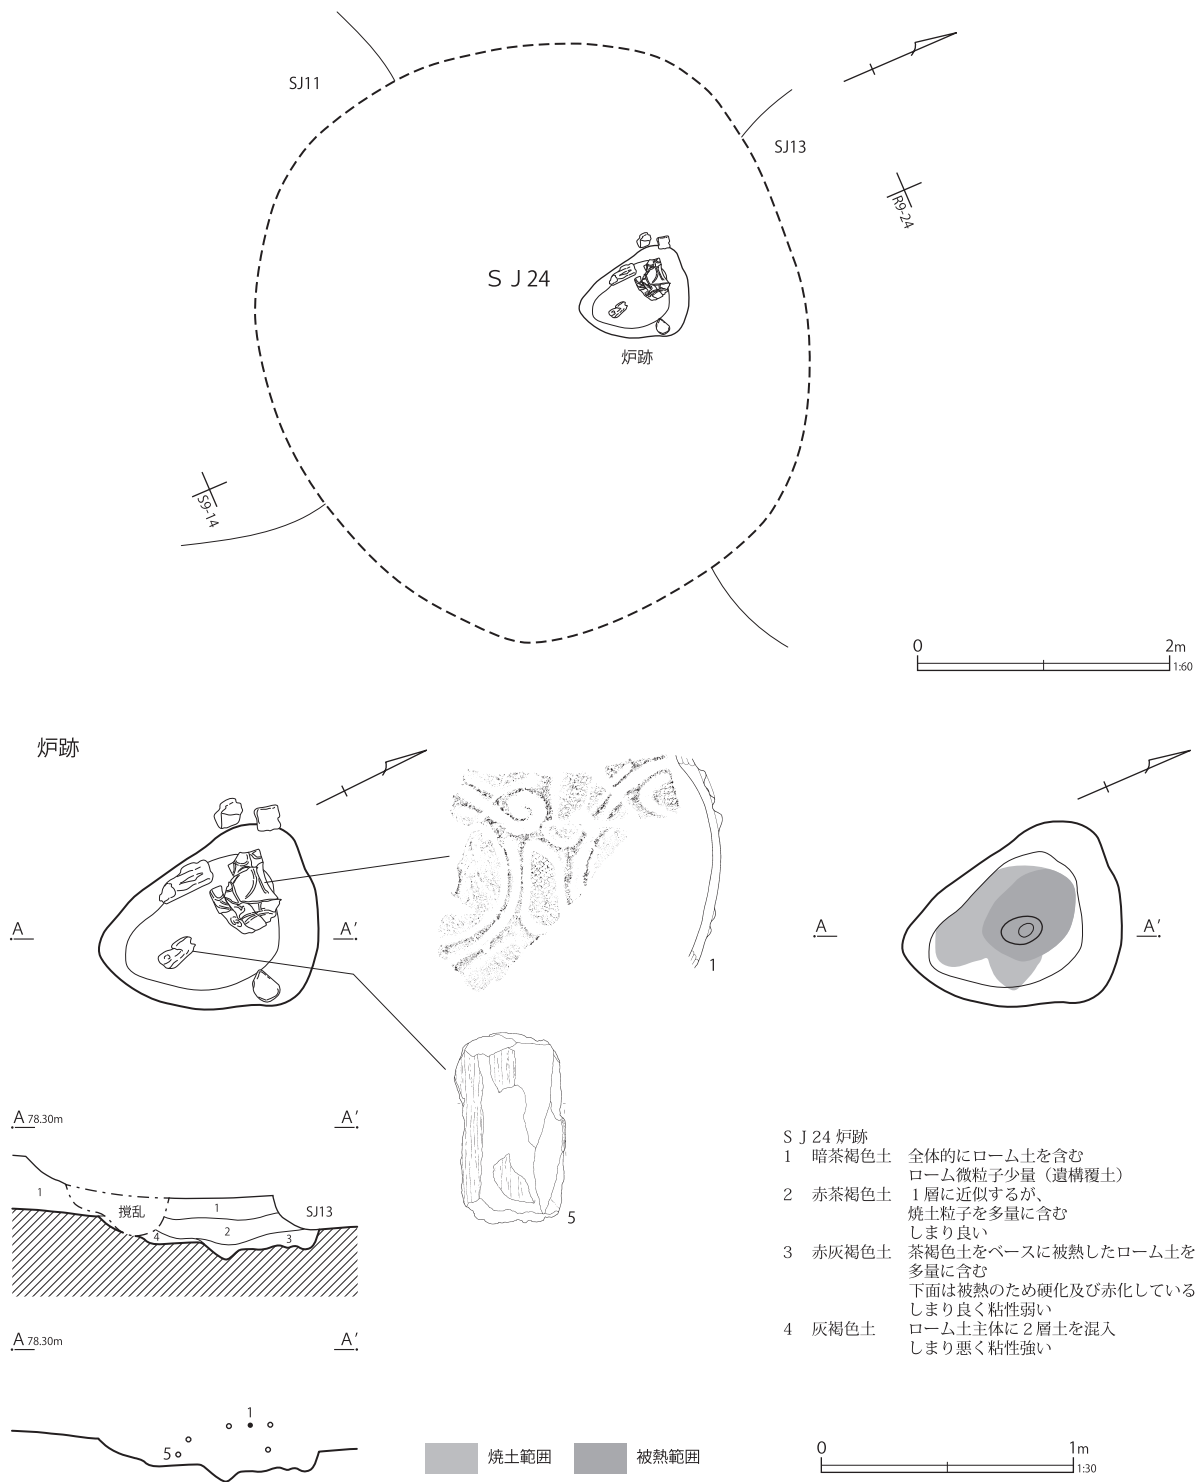 SJ11
SJ13
R9-24
ＳＪ24
炉跡
S9-14
0 2m
1:60
炉跡
A A′
1
A A′
5
A 78.30m A′
1
撹乱
1
SJ13
2
4
3
A 78.30m A′
1
5
ＳＪ24 炉跡
1 暗茶褐色土 全体的にローム土を含む
ローム微粒子少量（遺構覆土）
2 赤茶褐色土 １層に近似するが、
焼土粒子を多量に含む
しまり良い
3 赤灰褐色土 茶褐色土をベースに被熱したローム土を
多量に含む
下面は被熱のため硬化及び赤化している
しまり良く粘性弱い
4 灰褐色土 ローム土主体に２層土を混入
しまり悪く粘性強い
焼土範囲 被熱範囲
0 1m
1:30